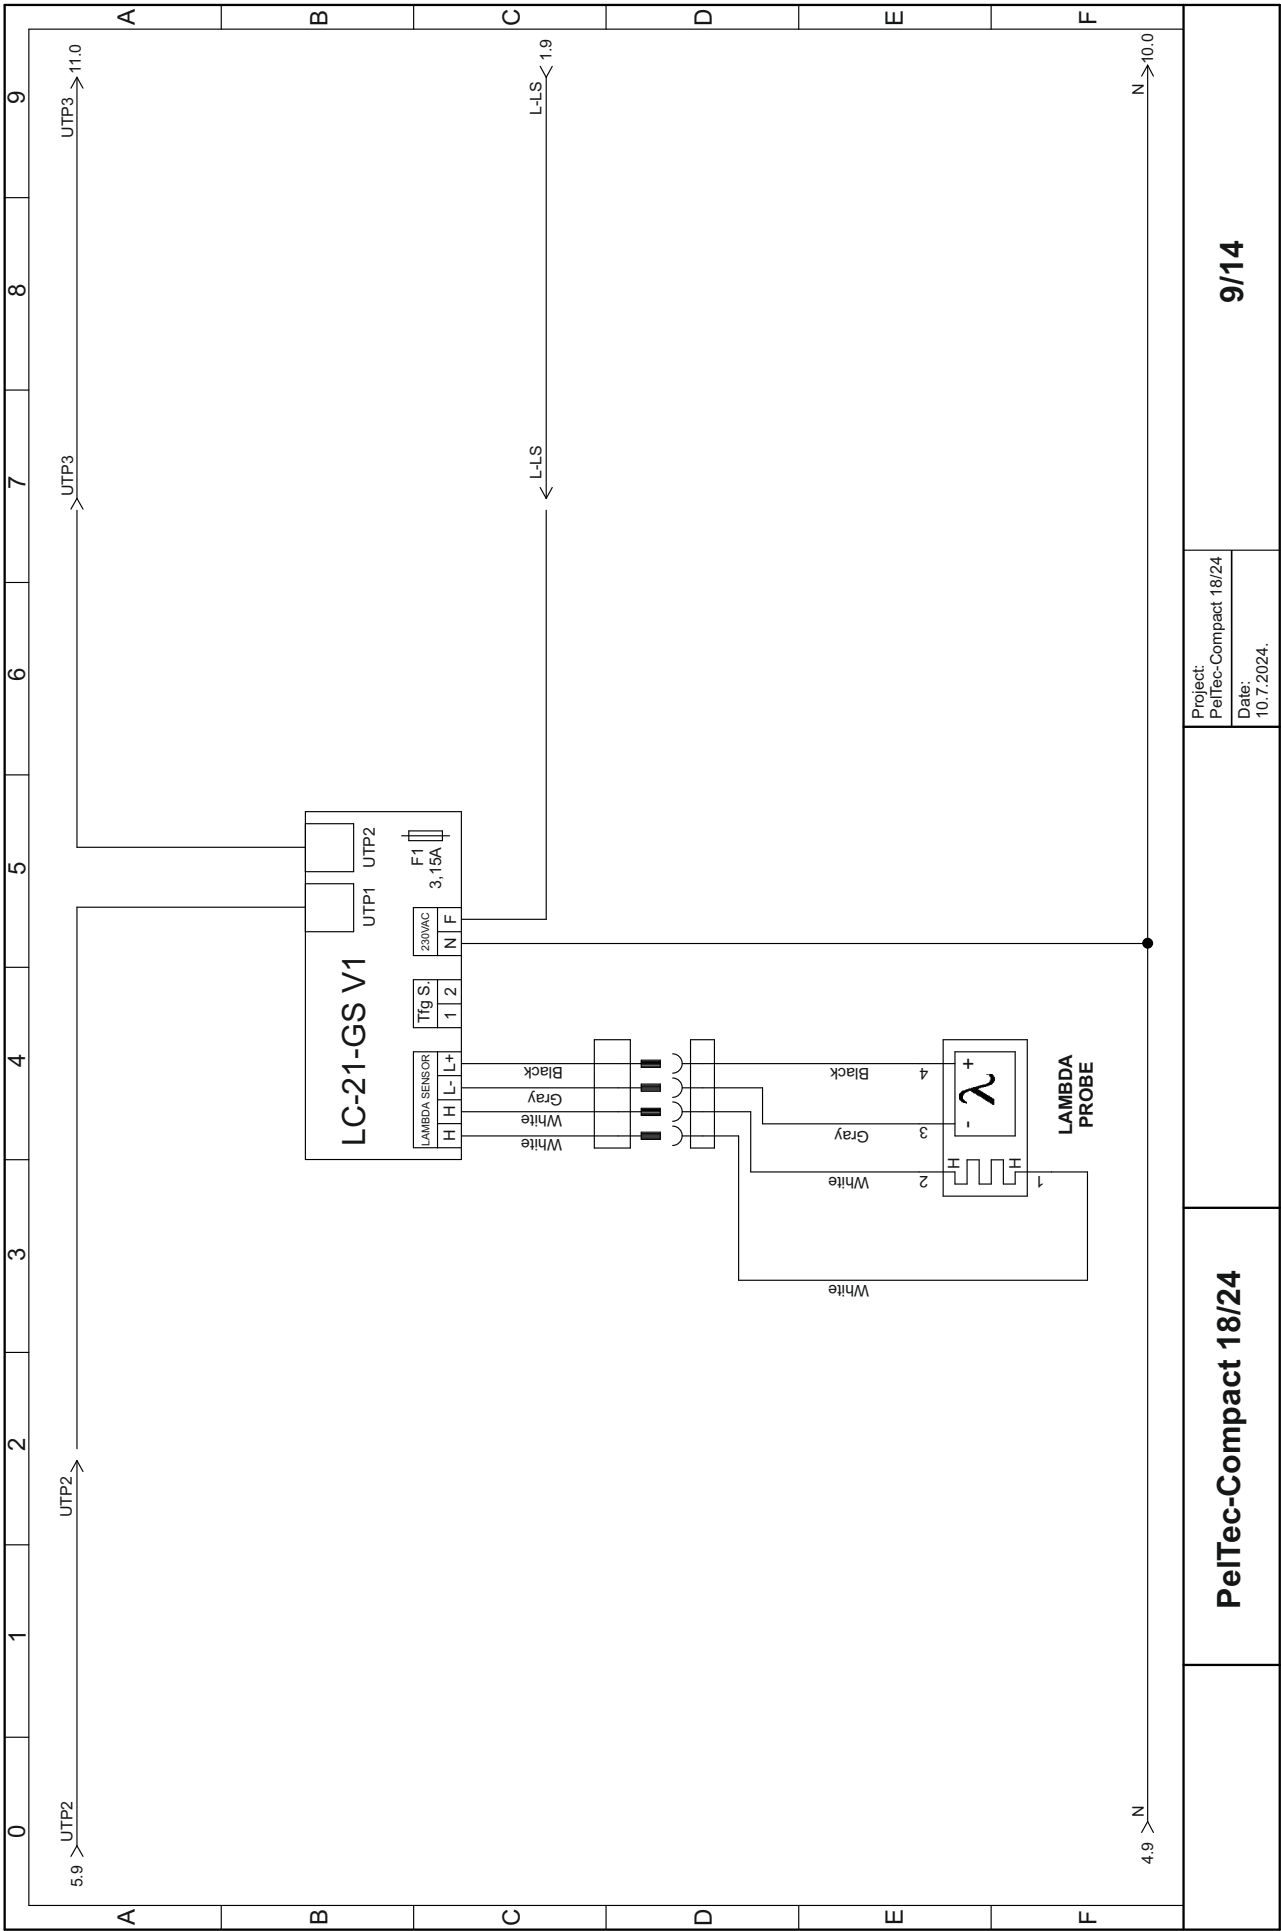 0 1 2 3 4 5 6 7 8 9
A A
B B
C C
D D
E E
F F
5.9 UTP2 UTP2 UTP3 UTP3 11.0
LC-21-GS V1
UTP1 UTP2
LAMBDA SENSOR
H H L- L+
Tfg S.
1 2
230VAC
N F
F1
3,15A
L-LS L-LS 1.9
White White Gray Black
White White Gray Black
1 2 3 4
H H
- λ +
LAMBDA
PROBE
4.9 N N 10.0
PelTec-Compact 18/24
Project:
PelTec-Compact 18/24
Date:
10.7.2024.
9/14